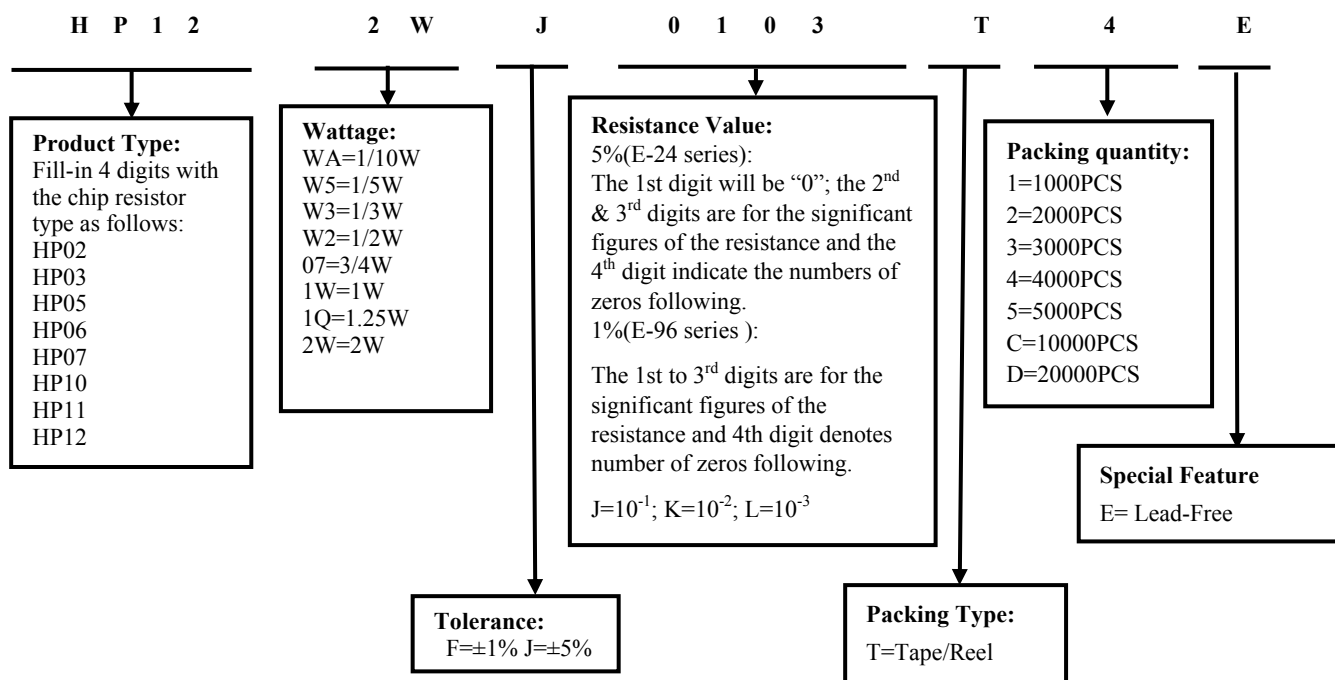 H P 1 2 2 W J 0 1 0 3 T 4 E
Product Type:
Fill-in 4 digits with
the chip resistor
type as follows:
HP02
HP03
HP05
HP06
HP07
HP10
HP11
HP12
Wattage:
WA=1/10W
W5=1/5W
W3=1/3W
W2=1/2W
07=3/4W
1W=1W
1Q=1.25W
2W=2W
Resistance Value:
5%(E-24 series):
The 1st digit will be “0”; the 2nd
& 3rd digits are for the significant
figures of the resistance and the
4th digit indicate the numbers of
zeros following.
1%(E-96 series ):
The 1st to 3rd digits are for the
significant figures of the
resistance and 4th digit denotes
number of zeros following.
J=10-1; K=10-2; L=10-3
Packing quantity:
1=1000PCS
2=2000PCS
3=3000PCS
4=4000PCS
5=5000PCS
C=10000PCS
D=20000PCS
Special Feature
E= Lead-Free
Tolerance:
F=±1% J=±5%
Packing Type:
T=Tape/Reel